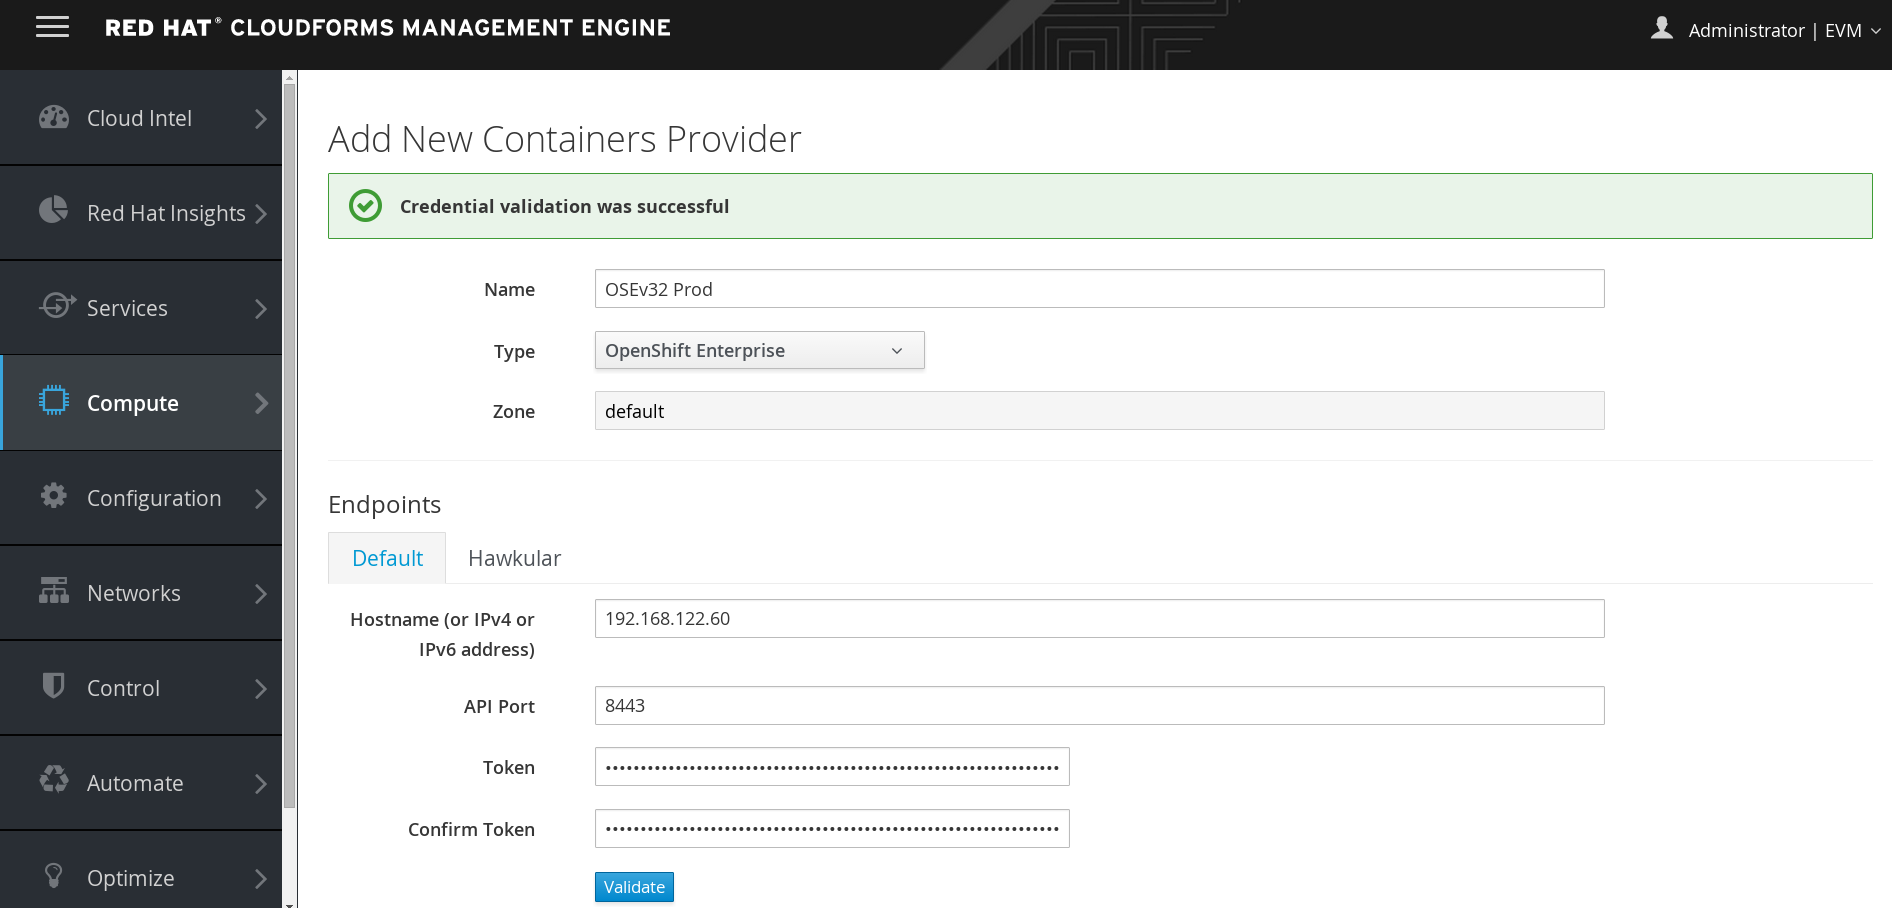 RED HAT® CLOUDFORMS MANAGEMENT ENGINE
Administrator | EVM
Cloud Intel
Red Hat Insights
Services
Compute
Configuration
Networks
Control
Automate
Optimize
Add New Containers Provider
Credential validation was successful
Name
OSEv32 Prod
Type
OpenShift Enterprise
Zone
default
Endpoints
Default
Hawkular
Hostname (or IPv4 or
IPv6 address)
192.168.122.60
API Port
8443
Token
Confirm Token
Validate